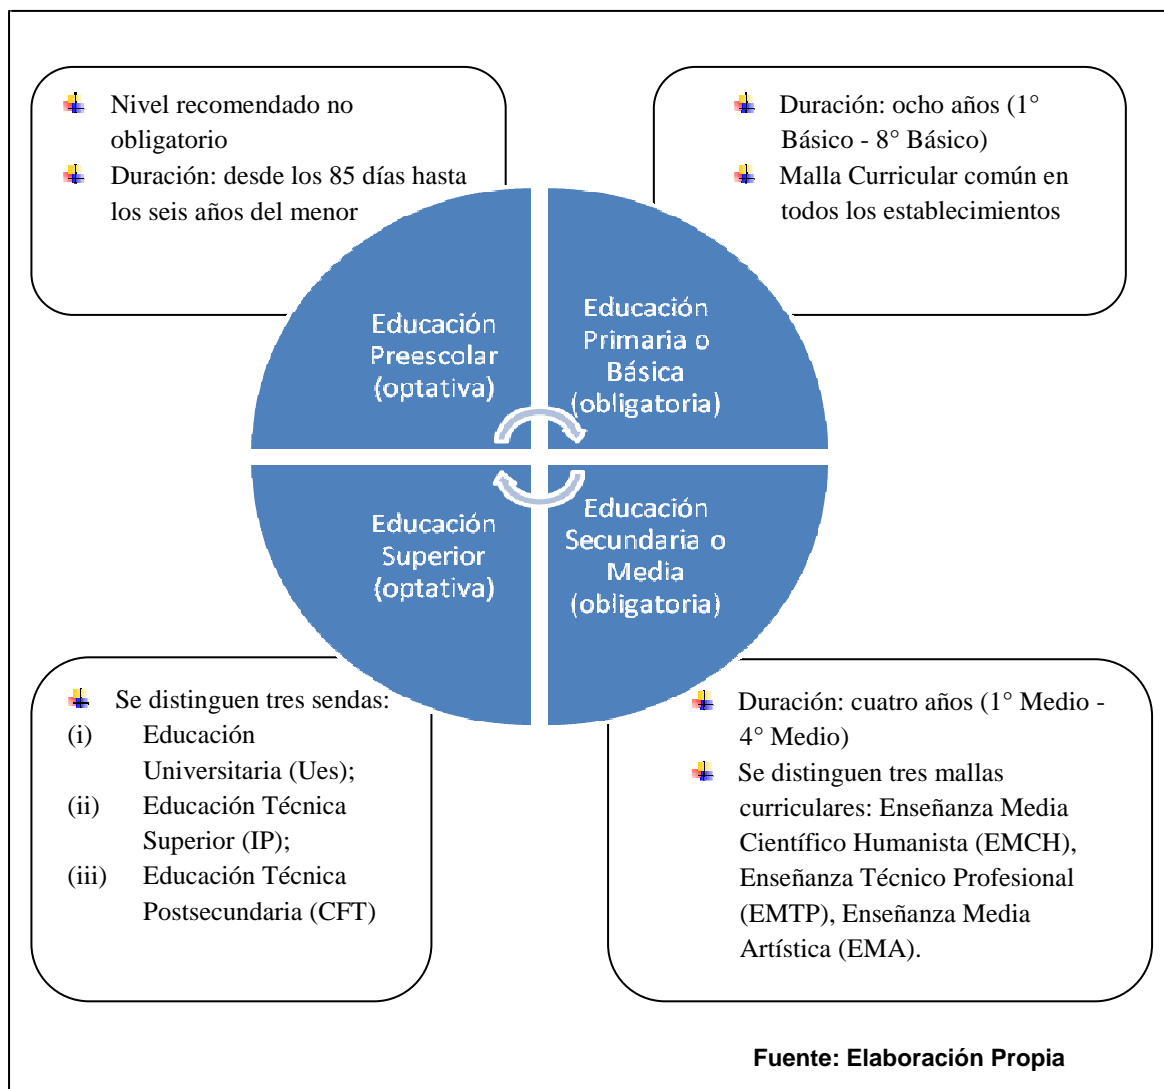 Nivel recomendado no
obligatorio
Duración: desde los 85 días hasta
los seis años del menor
Duración: ocho años (1°
Básico - 8° Básico)
Malla Curricular común en
todos los establecimientos
Educación
Preescolar
(optativa)
Educación
Primaria o
Básica
(obligatoria)
Educación
Superior
(optativa)
Educación
Secundaria o
Media
(obligatoria)
Se distinguen tres sendas:
(i) Educación
Universitaria (Ues);
(ii) Educación Técnica
Superior (IP);
(iii) Educación Técnica
Postsecundaria (CFT)
Duración: cuatro años (1° Medio -
4° Medio)
Se distinguen tres mallas
curriculares: Enseñanza Media
Científico Humanista (EMCH),
Enseñanza Técnico Profesional
(EMTP), Enseñanza Media
Artística (EMA).
Fuente: Elaboración Propia